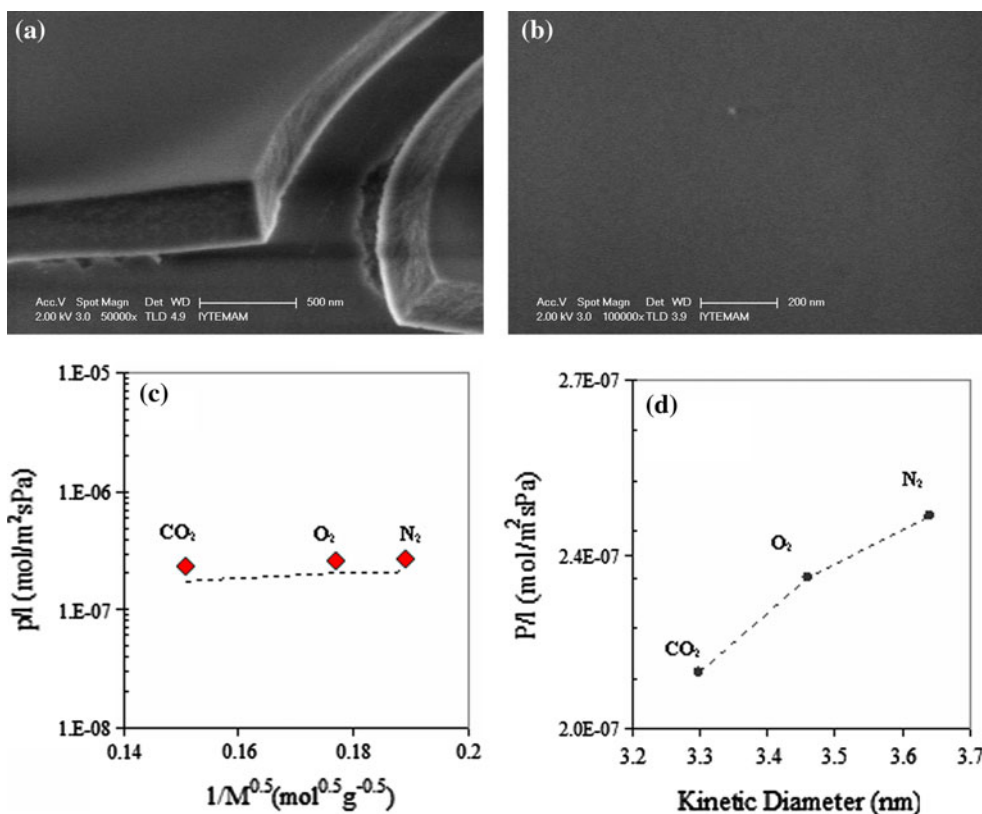 (a)
Acc.V Spot Magn Det WD 500 nm
2.00 kV 3.0 50000x TLD 4.9 IYTEMAM
(b)
Acc.V Spot Magn Det WD 200 nm
2.00 kV 3.0 100000x TLD 3.9 IYTEMAM
(c)
p/l (mol/m²sPa)
1.E-05
1.E-06
1.E-07
1.E-08
CO₂
O₂
N₂
0.14 0.16 0.18 0.2
1/M^0.5(mol^0.5g^-0.5)
(d)
P/l (mol/m²sPa)
2.7E-07
2.4E-07
2.0E-07
N₂
O₂
CO₂
3.2 3.3 3.4 3.5 3.6 3.7
Kinetic Diameter (nm)